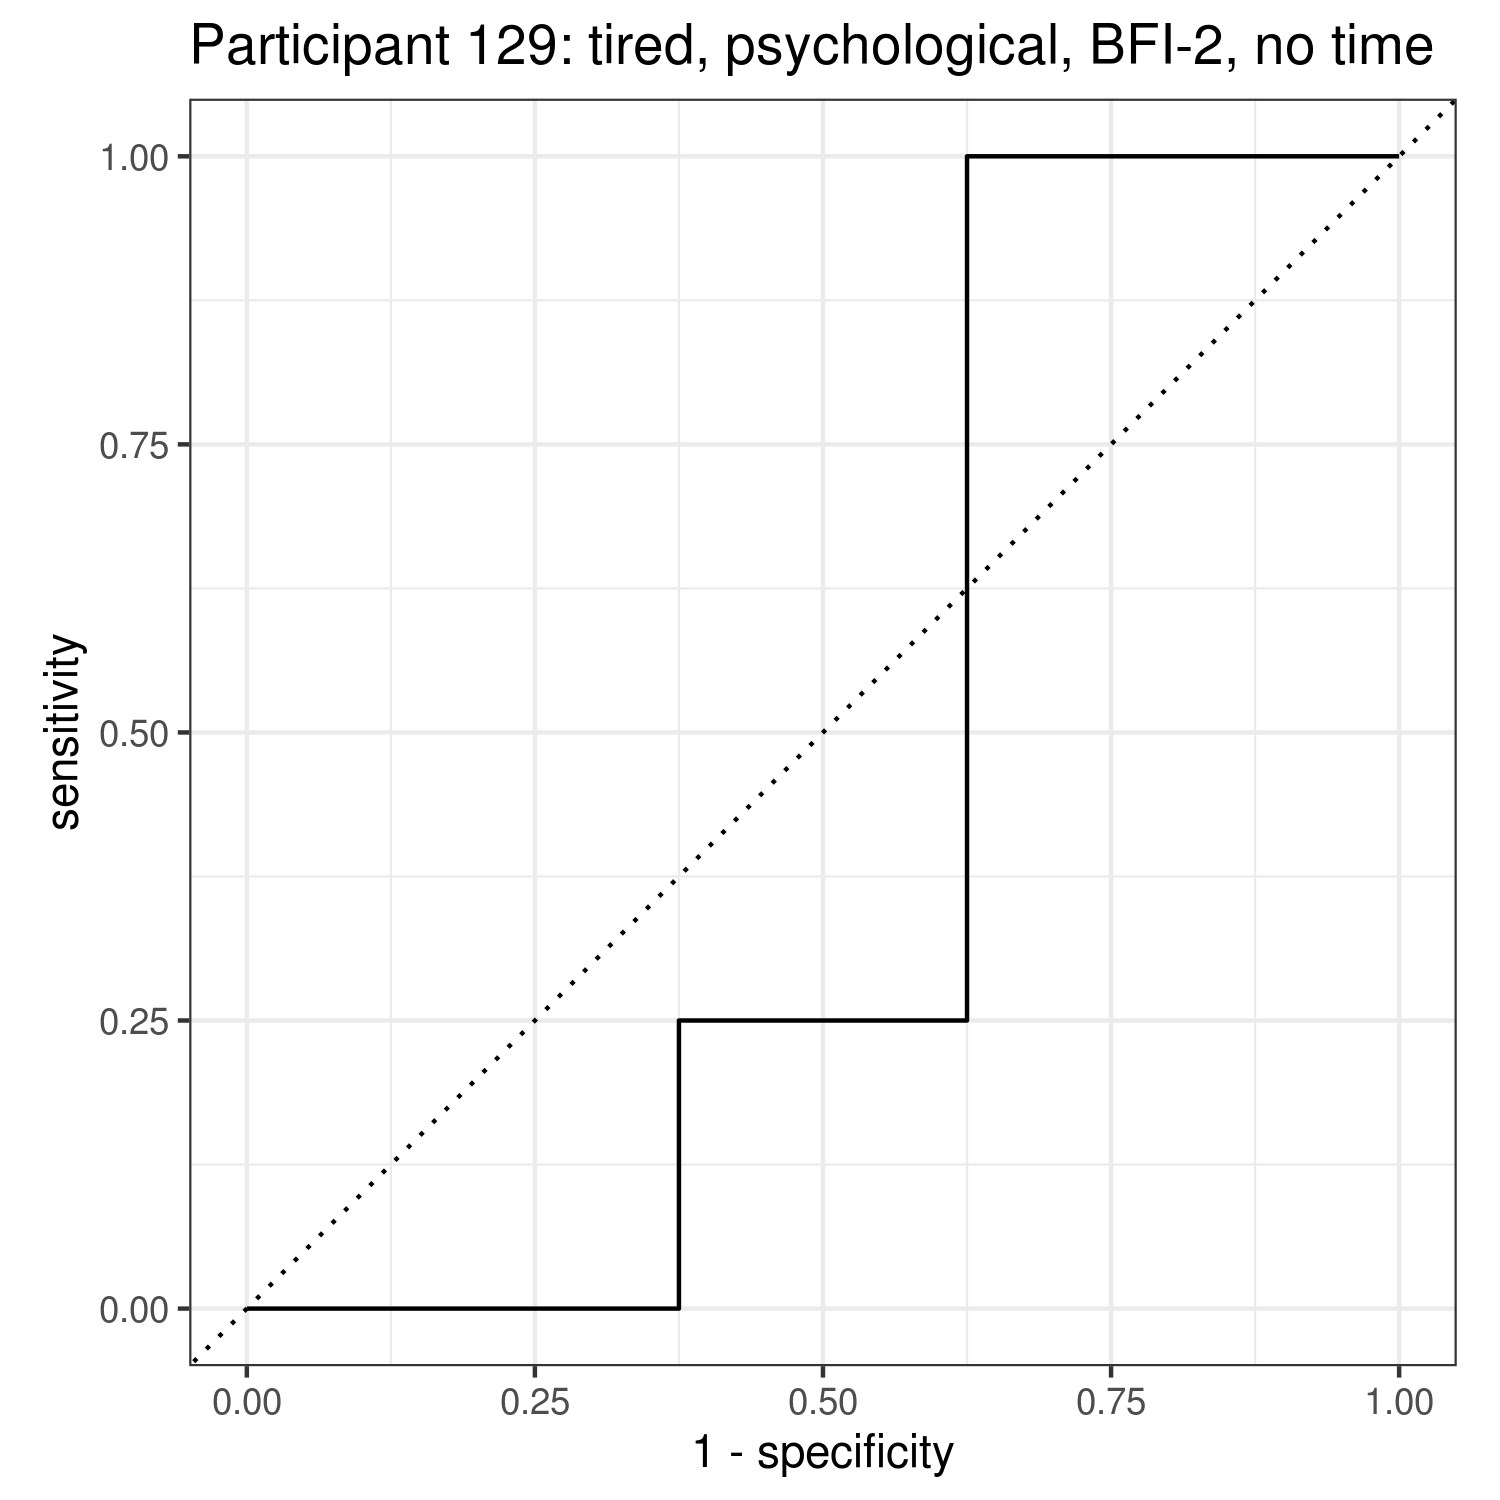 Participant 129: tired, psychological, BFI-2, no time
1.00
0.75
0.50
0.25
0.00
sensitivity
0.00 0.25 0.50 0.75 1.00
1 - specificity